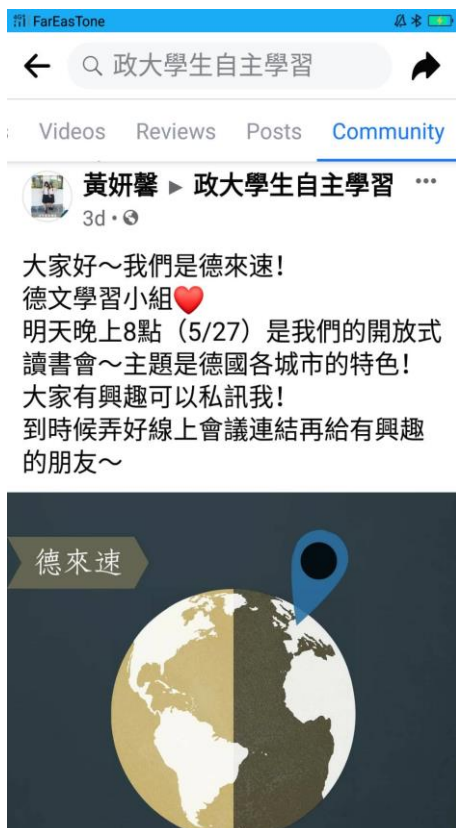 FarEasTone
政大學生自主學習
Videos Reviews Posts Community
黃妍馨 ▸ 政大學生自主學習 ...
3d ·
大家好～我們是德來速！
德文學習小組❤️
明天晚上8點（5/27）是我們的開放式
讀書會～主題是德國各城市的特色！
大家有興趣可以私訊我！
到時候弄好線上會議連結再給有興趣
的朋友～
德來速